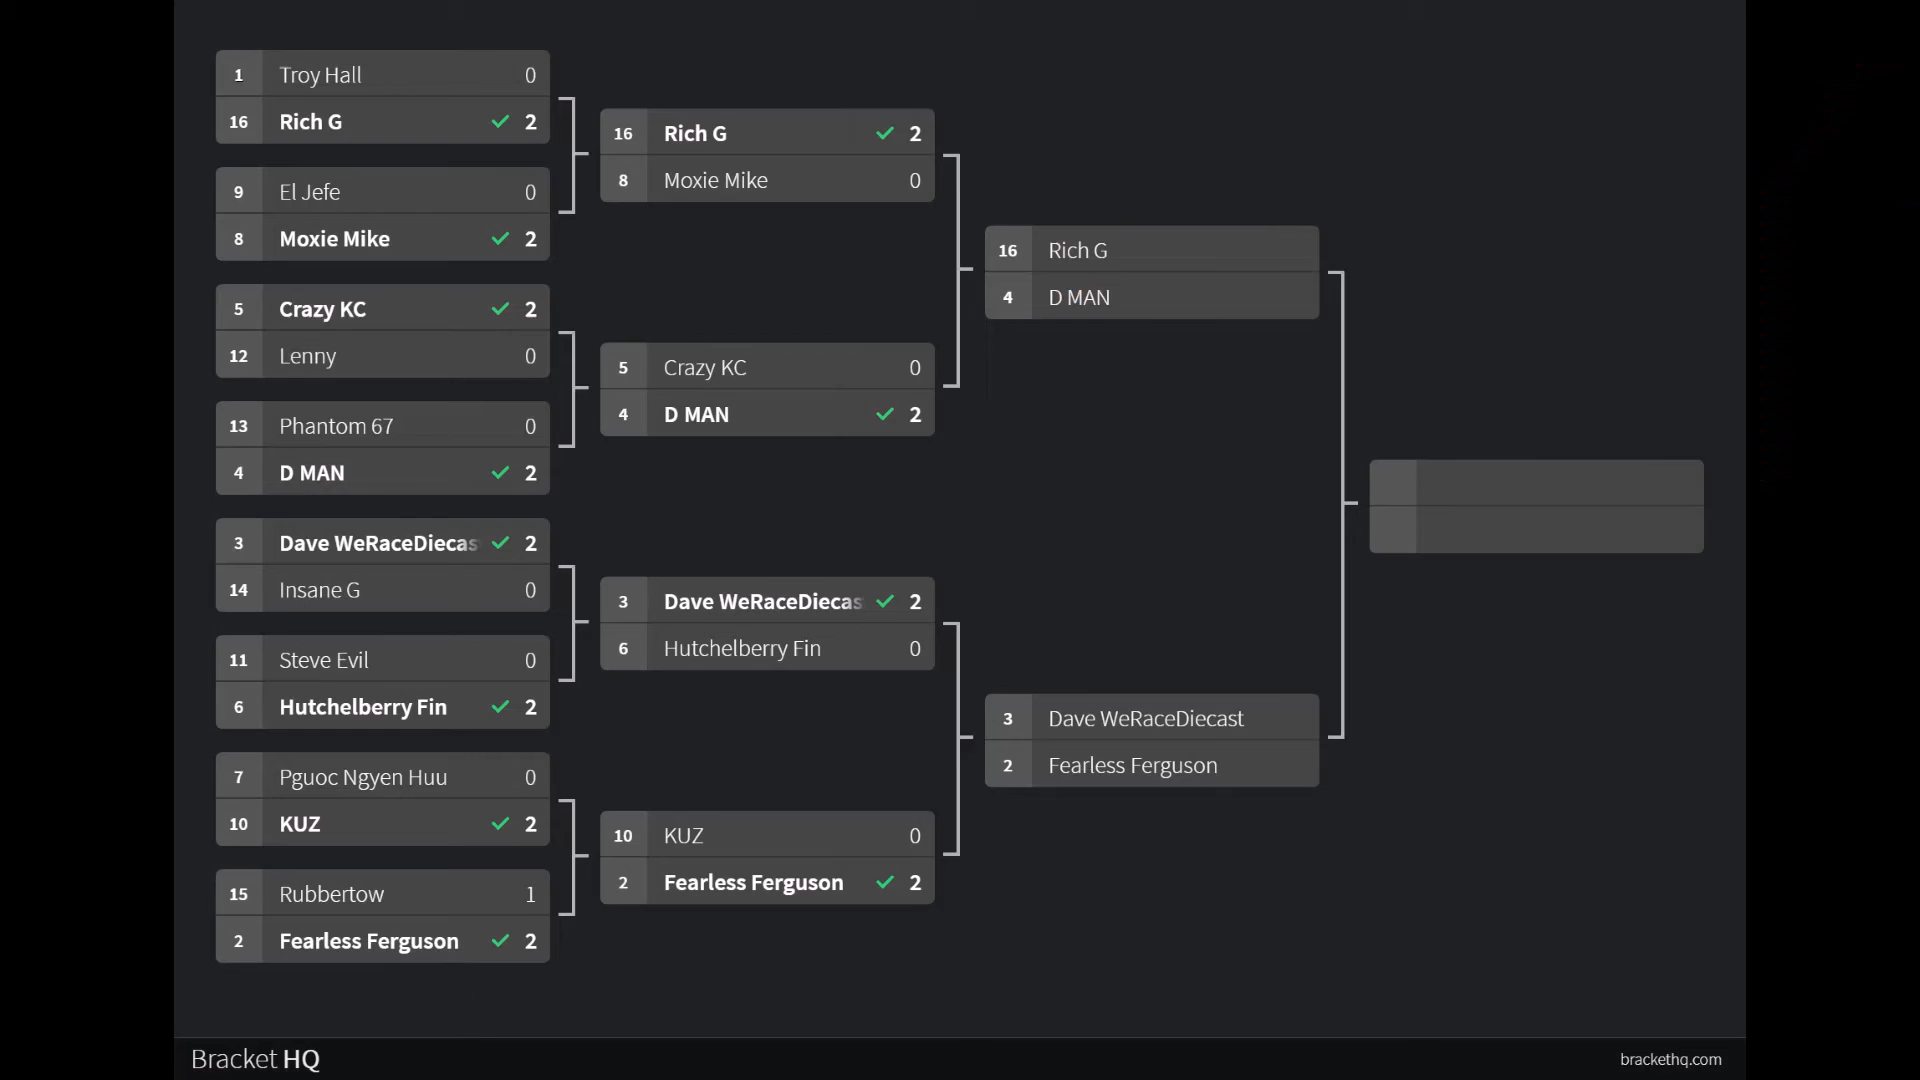 1 Troy Hall 0
16 Rich G 2
9 El Jefe 0
8 Moxie Mike 2
5 Crazy KC 2
12 Lenny 0
13 Phantom 67 0
4 D MAN 2
3 Dave WeRaceDiecas 2
14 Insane G 0
11 Steve Evil 0
6 Hutchelberry Fin 2
7 Pguoc Ngyen Huu 0
10 KUZ 2
15 Rubbertow 1
2 Fearless Ferguson 2
16 Rich G 2
8 Moxie Mike 0
5 Crazy KC 0
4 D MAN 2
3 Dave WeRaceDiecas 2
6 Hutchelberry Fin 0
10 KUZ 0
2 Fearless Ferguson 2
16 Rich G
4 D MAN
3 Dave WeRaceDiecast
2 Fearless Ferguson
Bracket HQ
brackethq.com